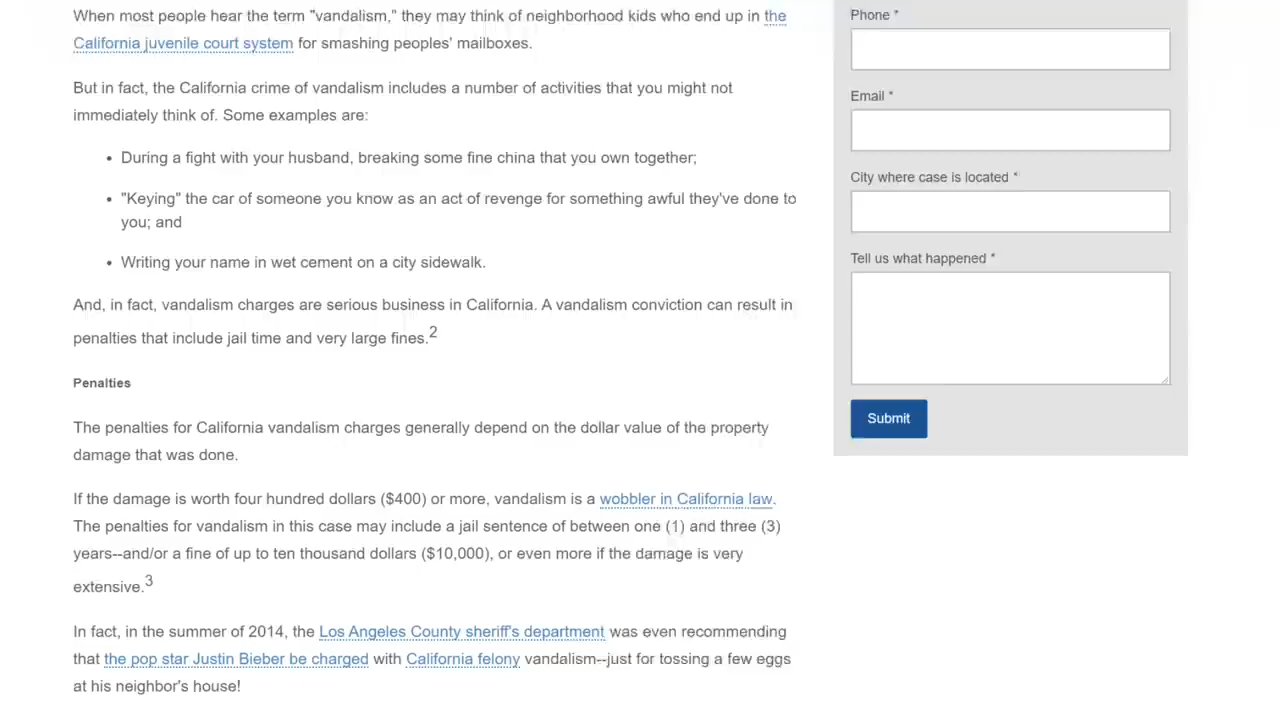 When most people hear the term "vandalism," they may think of neighborhood kids who end up in the
California juvenile court system for smashing peoples' mailboxes.
But in fact, the California crime of vandalism includes a number of activities that you might not
immediately think of. Some examples are:
• During a fight with your husband, breaking some fine china that you own together;
• "Keying" the car of someone you know as an act of revenge for something awful they've done to
you; and
• Writing your name in wet cement on a city sidewalk.
And, in fact, vandalism charges are serious business in California. A vandalism conviction can result in
penalties that include jail time and very large fines.2
Penalties
The penalties for California vandalism charges generally depend on the dollar value of the property
damage that was done.
If the damage is worth four hundred dollars ($400) or more, vandalism is a wobbler in California law.
The penalties for vandalism in this case may include a jail sentence of between one (1) and three (3)
years--and/or a fine of up to ten thousand dollars ($10,000), or even more if the damage is very
extensive.3
In fact, in the summer of 2014, the Los Angeles County sheriff's department was even recommending
that the pop star Justin Bieber be charged with California felony vandalism--just for tossing a few eggs
at his neighbor's house!
Phone *
Email *
City where case is located *
Tell us what happened *
Submit